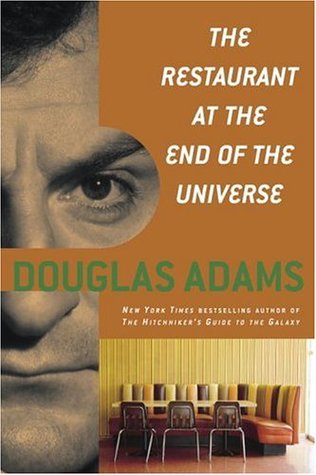 THE
RESTAURANT
AT THE
END OF THE
UNIVERSE
DOUGLAS ADAMS
NEW YORK TIMES BESTSELLING AUTHOR OF
THE HITCHHIKER'S GUIDE TO THE GALAXY